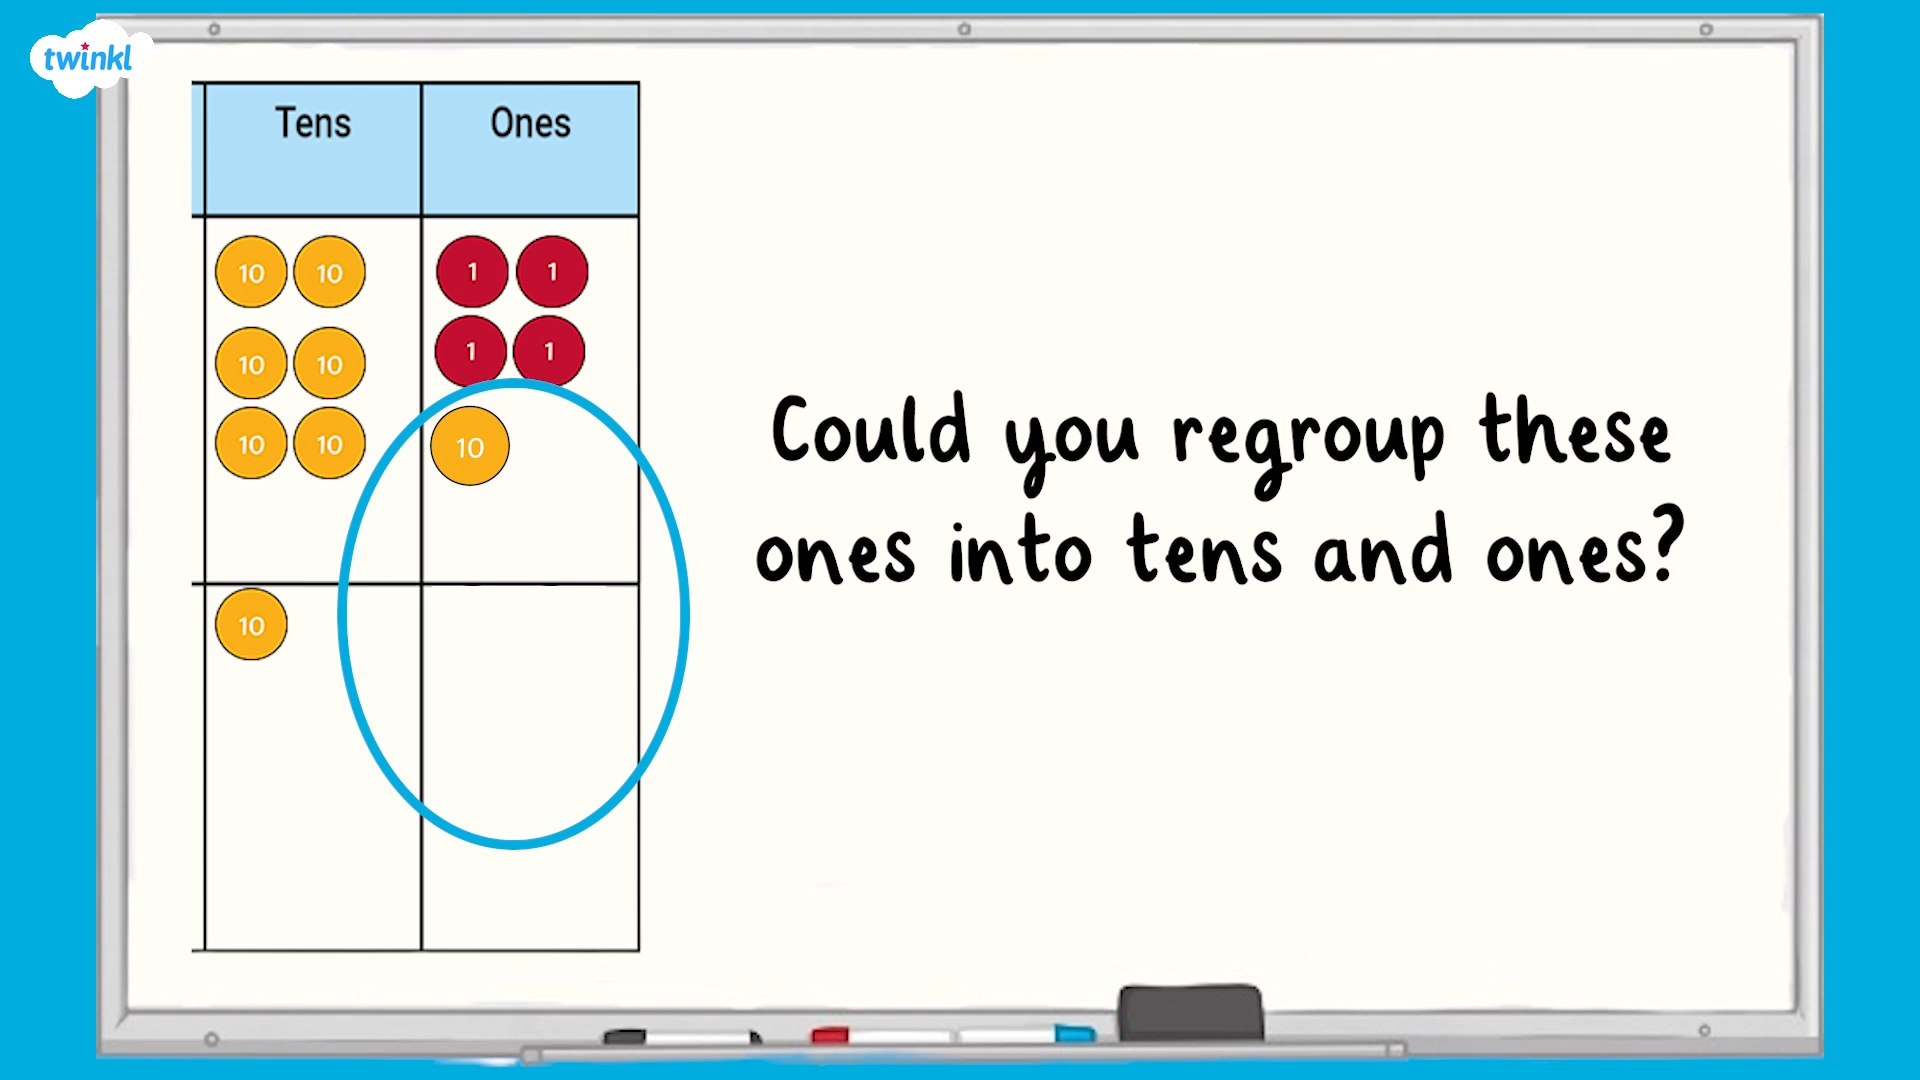 twinkl
Tens Ones
10 10 1 1
10 10 1 1
10 10 10
10
Could you regroup these
ones into tens and ones?